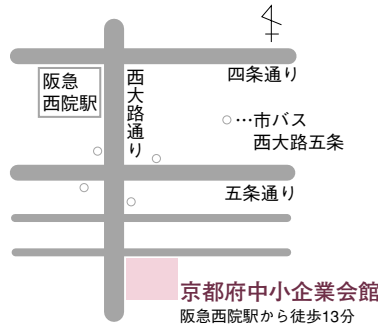 阪急
西院駅
西大路通り
四条通り
○…市バス
西大路五条
五条通り
京都府中小企業会館
阪急西院駅から徒歩13分